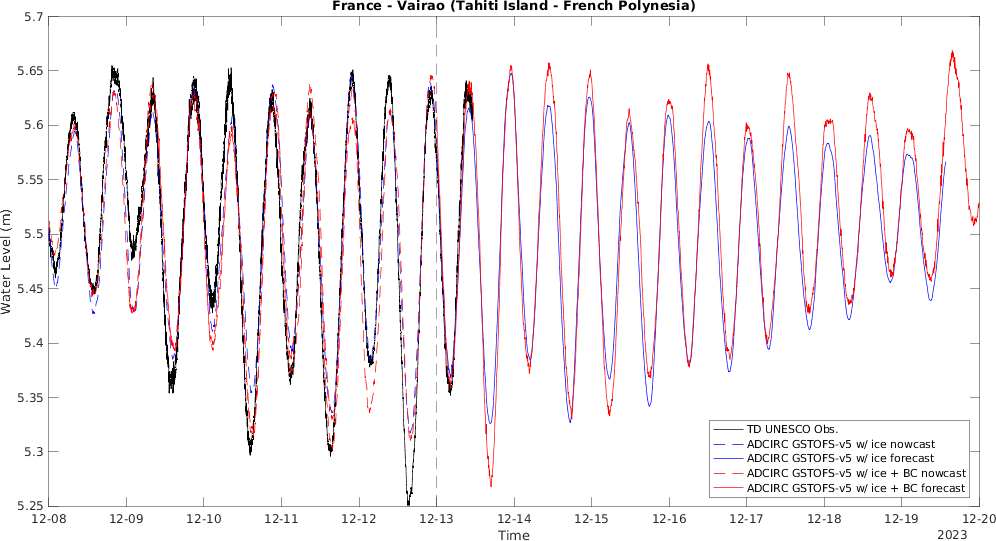 France - Vairao (Tahiti Island - French Polynesia)
5.7
5.65
5.6
5.55
5.5
5.45
5.4
5.35
5.3
5.25
Water Level (m)
TD UNESCO Obs.
ADCIRC GSTOFS-v5 w/ ice nowcast
ADCIRC GSTOFS-v5 w/ ice forecast
ADCIRC GSTOFS-v5 w/ ice + BC nowcast
ADCIRC GSTOFS-v5 w/ ice + BC forecast
12-08 12-09 12-10 12-11 12-12 12-13 12-14 12-15 12-16 12-17 12-18 12-19 12-20
Time
2023